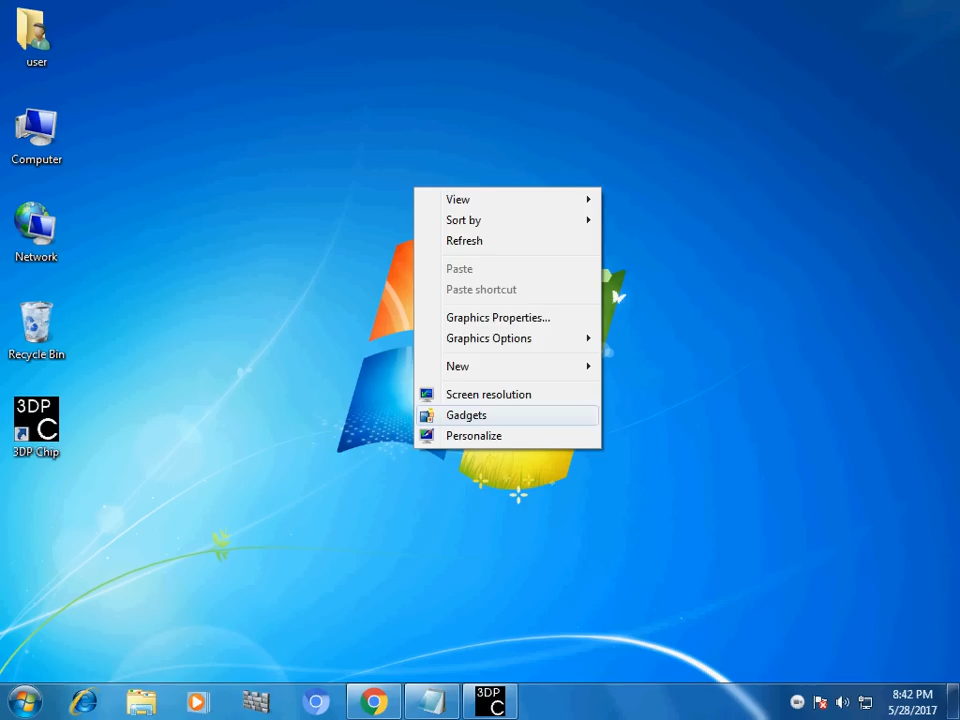 user
Computer
Network
Recycle Bin
3DP
C
3DP Chip
View
Sort by
Refresh
Paste
Paste shortcut
Graphics Properties...
Graphics Options
New
Screen resolution
Gadgets
Personalize
3DP
C
8:42 PM
5/28/2017